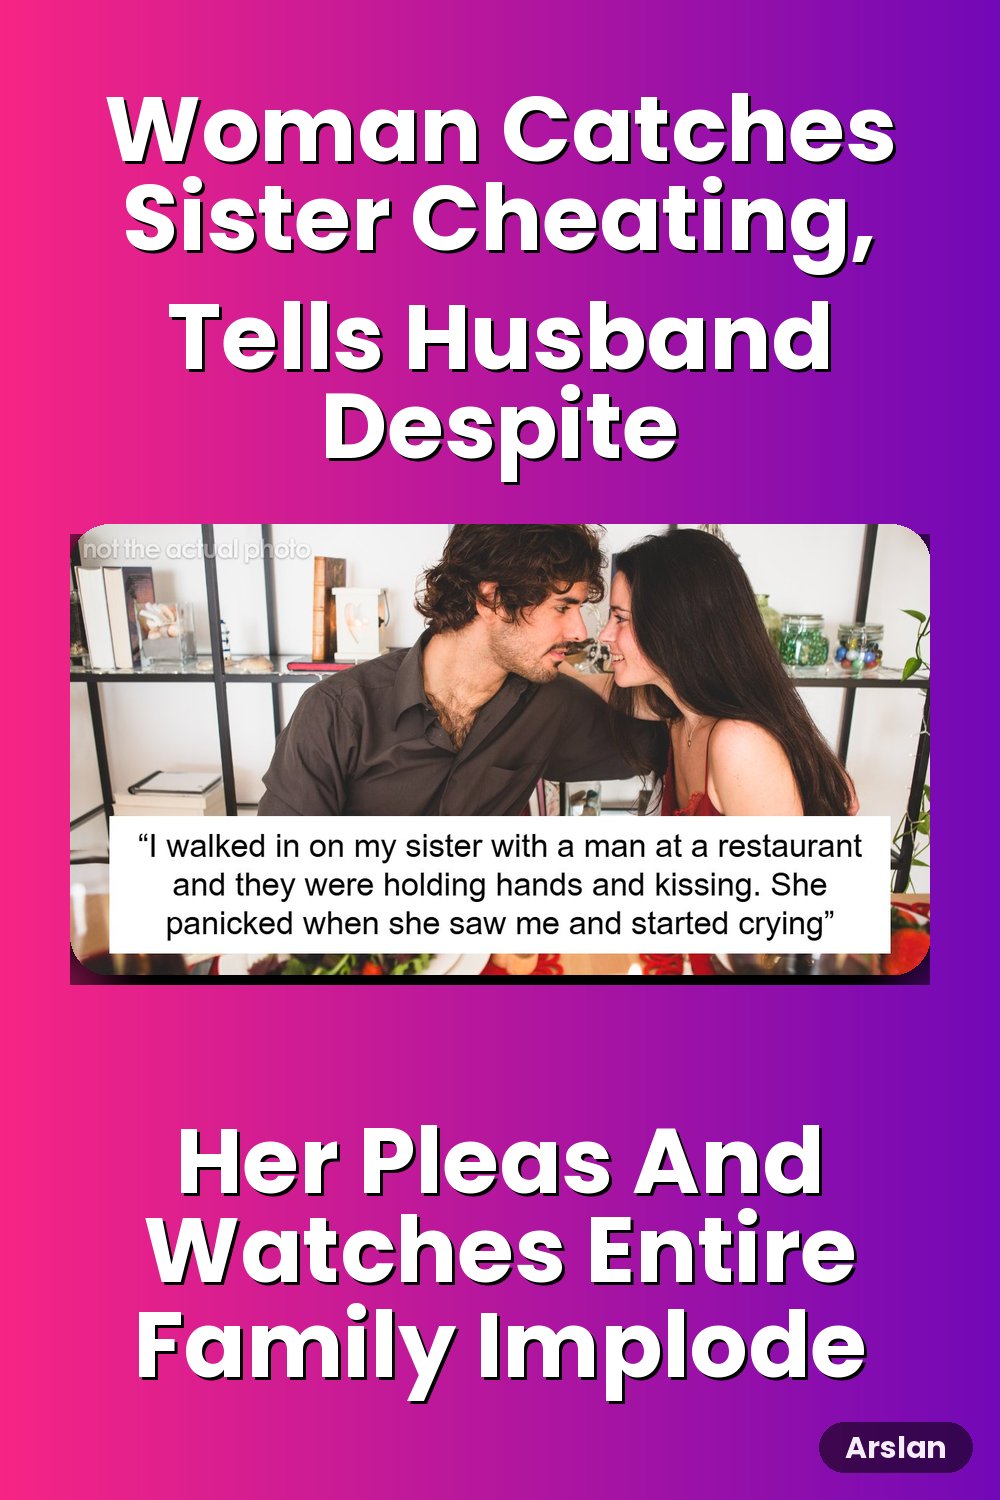 Woman Catches
Sister Cheating,
Tells Husband
Despite
not the actual photo
“I walked in on my sister with a man at a restaurant
and they were holding hands and kissing. She
panicked when she saw me and started crying”
Her Pleas And
Watches Entire
Family Implode
Arslan